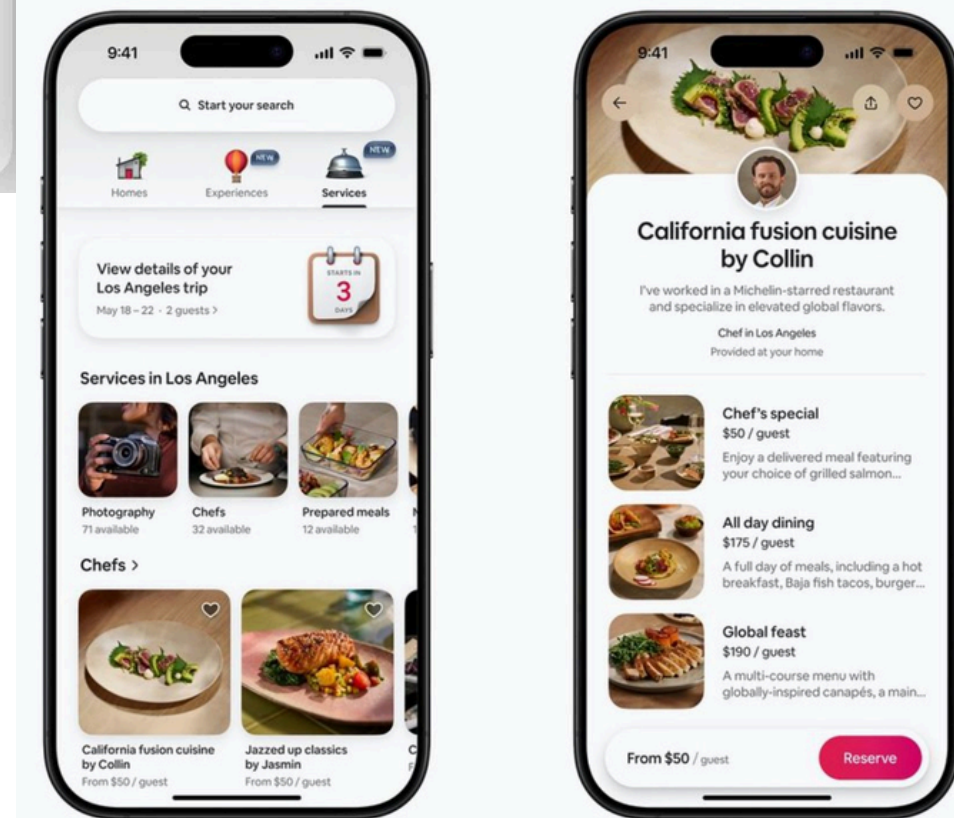 9:41
Start your search
NEW
NEW
Homes
Experiences
Services
View details of your
Los Angeles trip
May 18 – 22 · 2 guests >
STARTS IN
3
DAYS
Services in Los Angeles
Photography
71 available
Chefs
32 available
Prepared meals
12 available
Chefs >
California fusion cuisine
by Collin
From $50 / guest
Jazzed up classics
by Jasmin
From $50 / guest
9:41
California fusion cuisine
by Collin
I've worked in a Michelin-starred restaurant
and specialize in elevated global flavors.
Chef in Los Angeles
Provided at your home
Chef's special
$50 / guest
Enjoy a delivered meal featuring
your choice of grilled salmon...
All day dining
$175 / guest
A full day of meals, including a hot
breakfast, Baja fish tacos, burger...
Global feast
$190 / guest
A multi-course menu with
globally-inspired canapés, a main...
From $50 / guest
Reserve